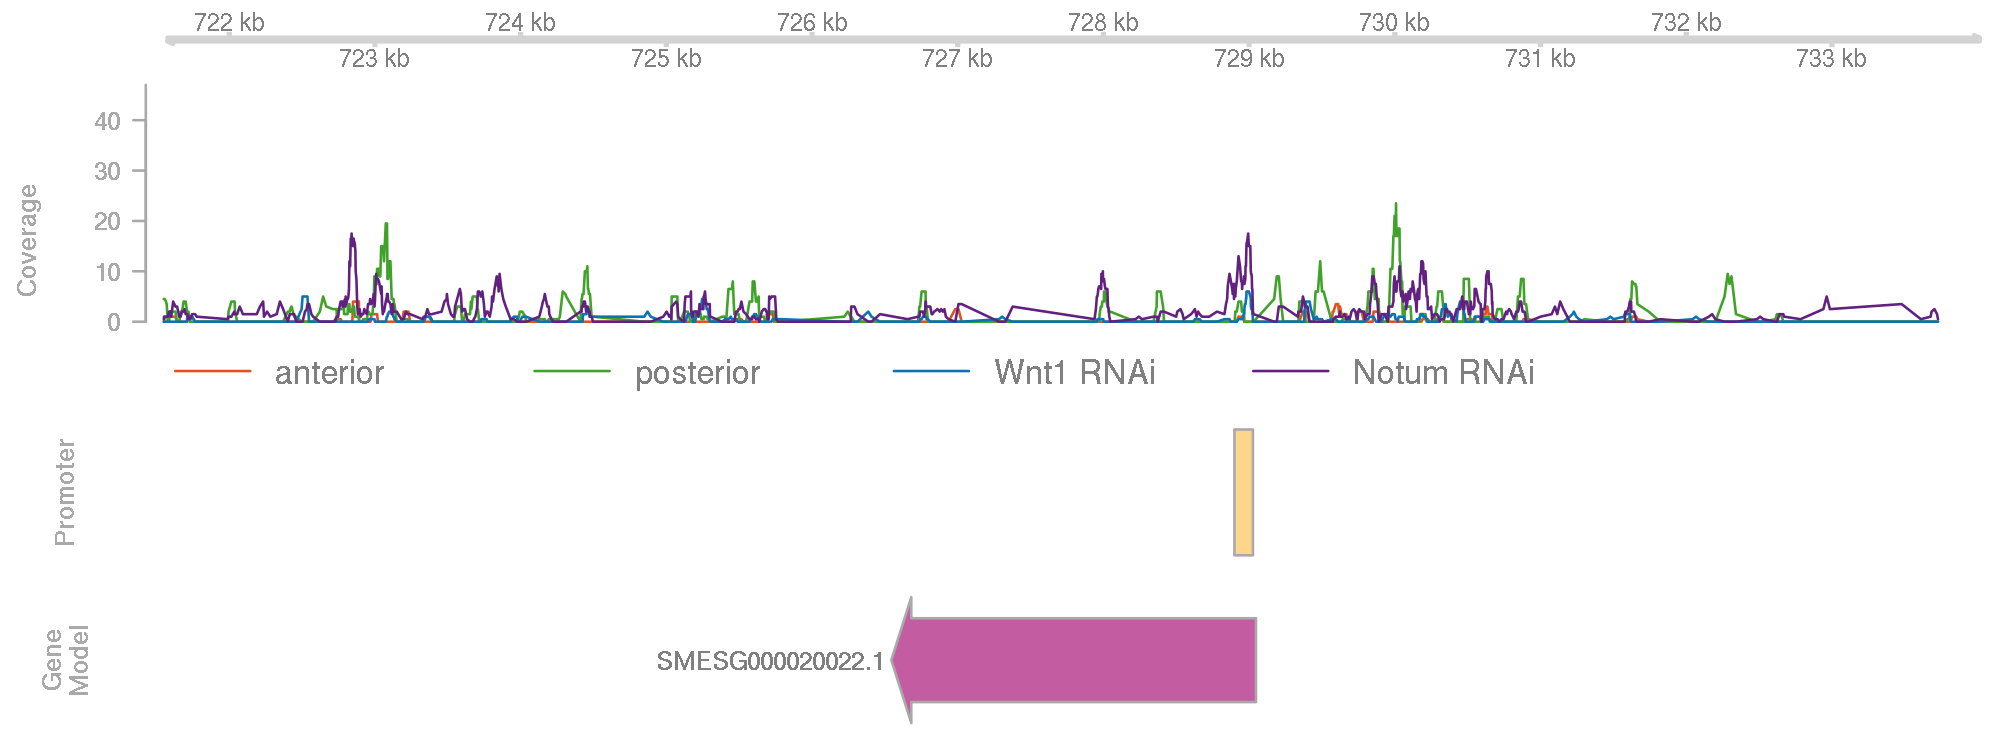 722 kb 724 kb 726 kb 728 kb 730 kb 732 kb
723 kb 725 kb 727 kb 729 kb 731 kb 733 kb
Coverage
40
30
20
10
0
anterior posterior Wnt1 RNAi Notum RNAi
Promoter
Gene
Model
SMESG000020022.1